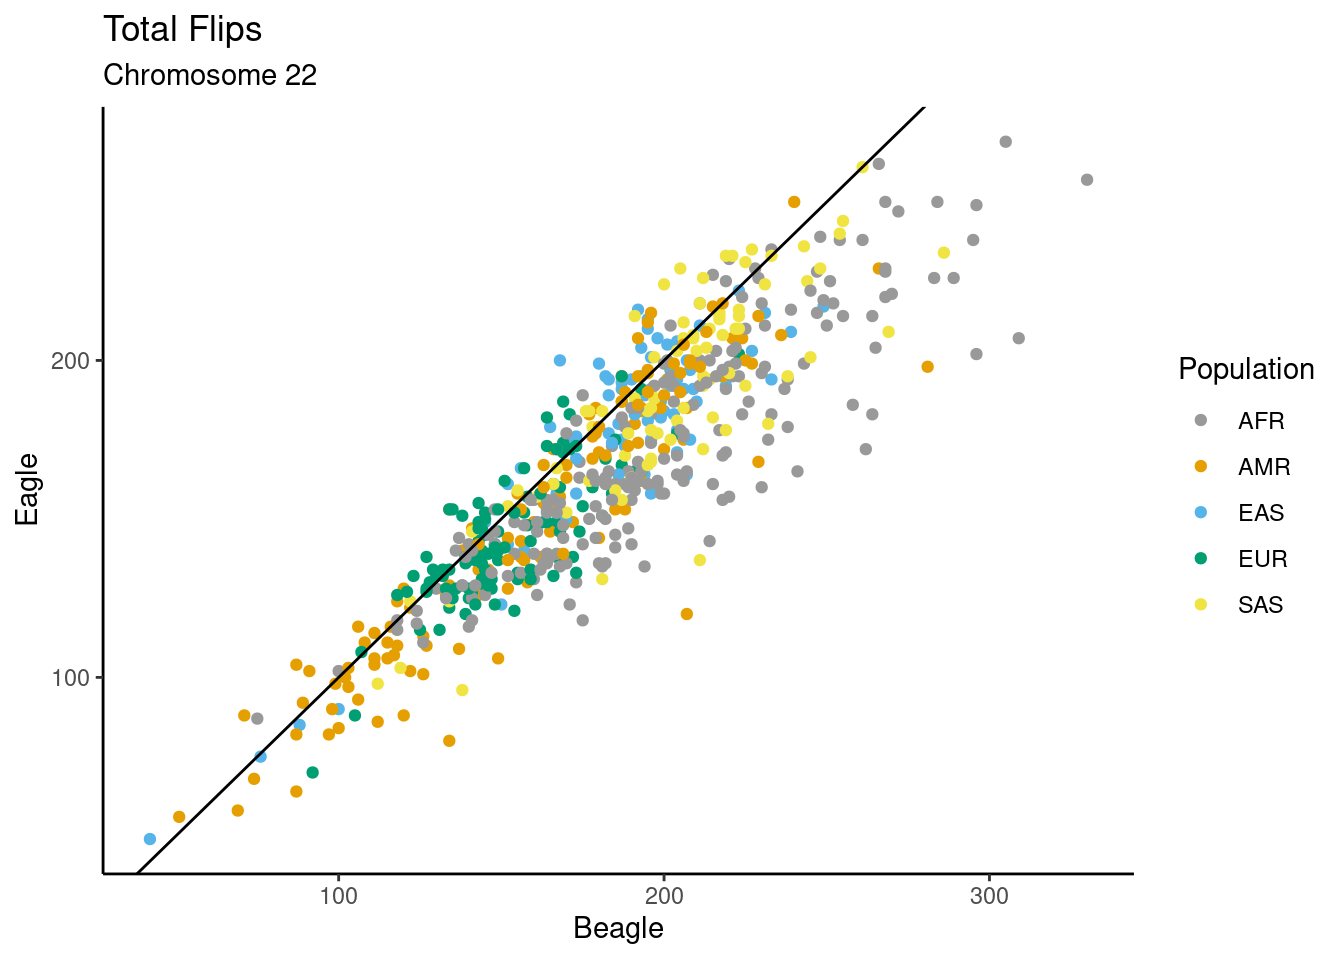 Total Flips
Chromosome 22
Eagle
200
100
100
200
300
Beagle
Population
AFR
AMR
EAS
EUR
SAS